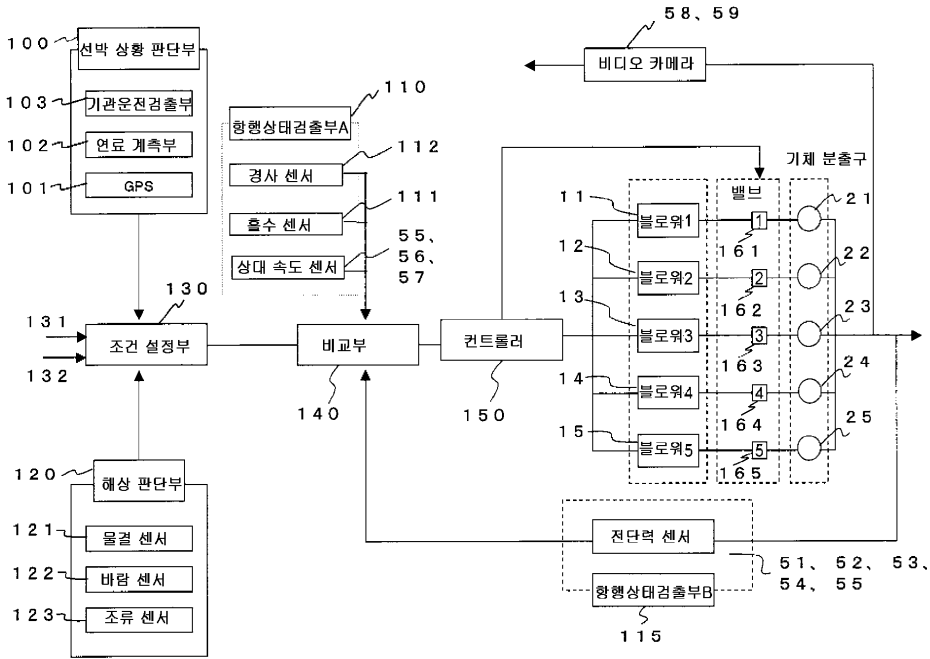 58、59
비디오 카메라
100
선박 상황 판단부
103
기관운전검출부
102
연료 계측부
101
GPS
110
항행상태검출부A
112
경사 센서
111
흘수 센서
55、
56、
57
상대 속도 센서
기체 분출구
밸브
11
블로워1
1
161
21
12
블로워2
2
162
22
13
블로워3
3
163
23
14
블로워4
4
164
24
15
블로워5
5
165
25
130
131
132
조건 설정부
비교부
140
컨트롤러
150
120
해상 판단부
121
물결 센서
122
바람 센서
123
조류 센서
전단력 센서
51、52、53、
54、55
항행상태검출부B
115